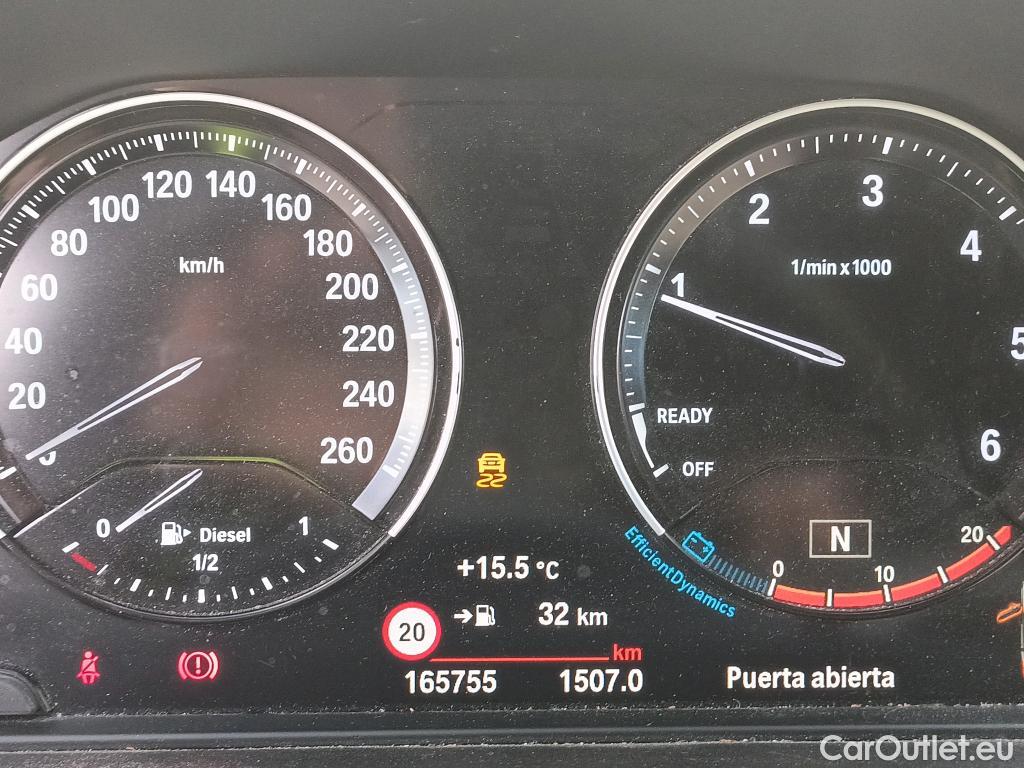 20
40
60
80
100
120
140
160
180
200
220
240
260
km/h
0
1
Diesel
1/2
1
2
3
4
5
6
1/min x 1000
READY
OFF
N
EfficientDynamics
0
10
20
+15.5 °C
20
32 km
km
165755 1507.0
Puerta abierta
CarOutlet.eu